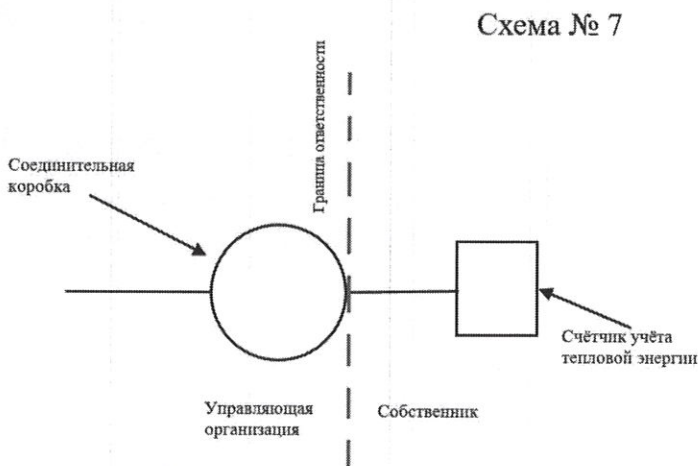 Схема № 7
Граница ответственности
Соединительная
коробка
Счётчик учёта
тепловой энергии
Управляющая
организация
Собственник